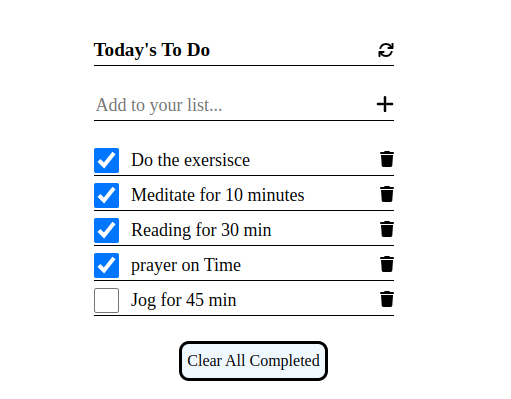 Today's To Do
Add to your list...
Do the exersisce
Meditate for 10 minutes
Reading for 30 min
prayer on Time
Jog for 45 min
Clear All Completed